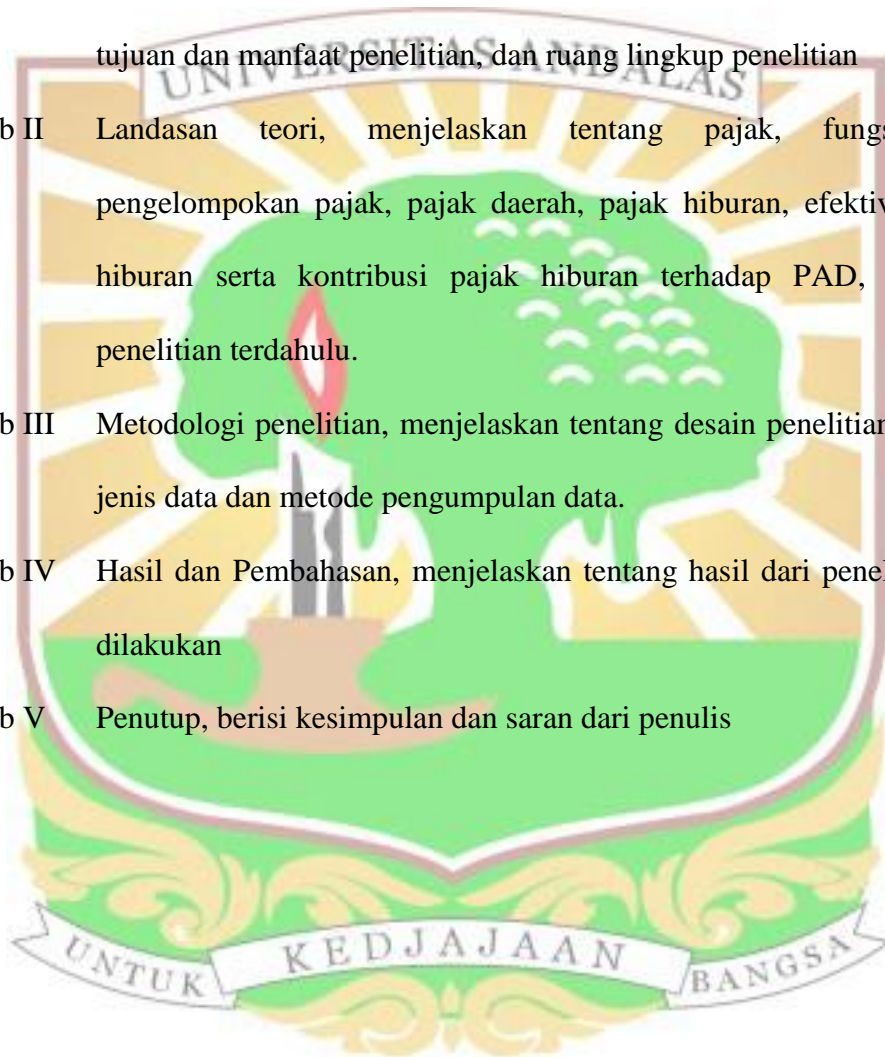 tujuan dan manfaat penelitian, dan ruang lingkup penelitian
UNIVERSITAS ANDALAS
b II Landasan teori, menjelaskan tentang pajak, fungs
pengelompokan pajak, pajak daerah, pajak hiburan, efektiv
hiburan serta kontribusi pajak hiburan terhadap PAD,
penelitian terdahulu.
b III Metodologi penelitian, menjelaskan tentang desain penelitian
jenis data dan metode pengumpulan data.
b IV Hasil dan Pembahasan, menjelaskan tentang hasil dari penel
dilakukan
b V Penutup, berisi kesimpulan dan saran dari penulis
UNTUK KEDJAJAAN BANGSA